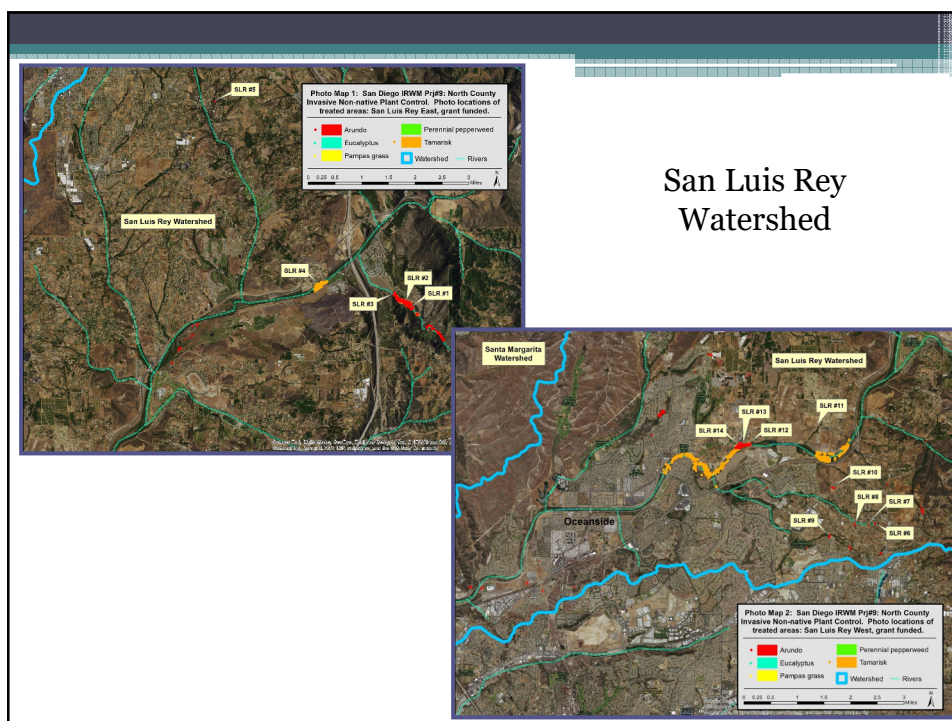 San Luis Rey
Watershed
Photo Map 1: San Diego IRWM Prj#9: North County
Invasive Non-native Plant Control. Photo locations of
treated areas: San Luis Rey East, grant funded.
Arundo
Perennial pepperweed
Eucalyptus
Tamarisk
Pampas grass
Watershed
Rivers
0 0.25 0.5 1 1.5 2 2.5 3
Miles
N
SLR #5
San Luis Rey Watershed
SLR #4
SLR #2
SLR #3
SLR #1
Santa Margarita
Watershed
San Luis Rey Watershed
SLR #11
SLR #13
SLR #14
SLR #12
SLR #10
SLR #8
SLR #7
SLR #9
SLR #6
Oceanside
Photo Map 2: San Diego IRWM Prj#9: North County
Invasive Non-native Plant Control. Photo locations of
treated areas: San Luis Rey West, grant funded.
Arundo
Perennial pepperweed
Eucalyptus
Tamarisk
Pampas grass
Watershed
Rivers
0 0.25 0.5 1 1.5 2 2.5 3
Miles
N